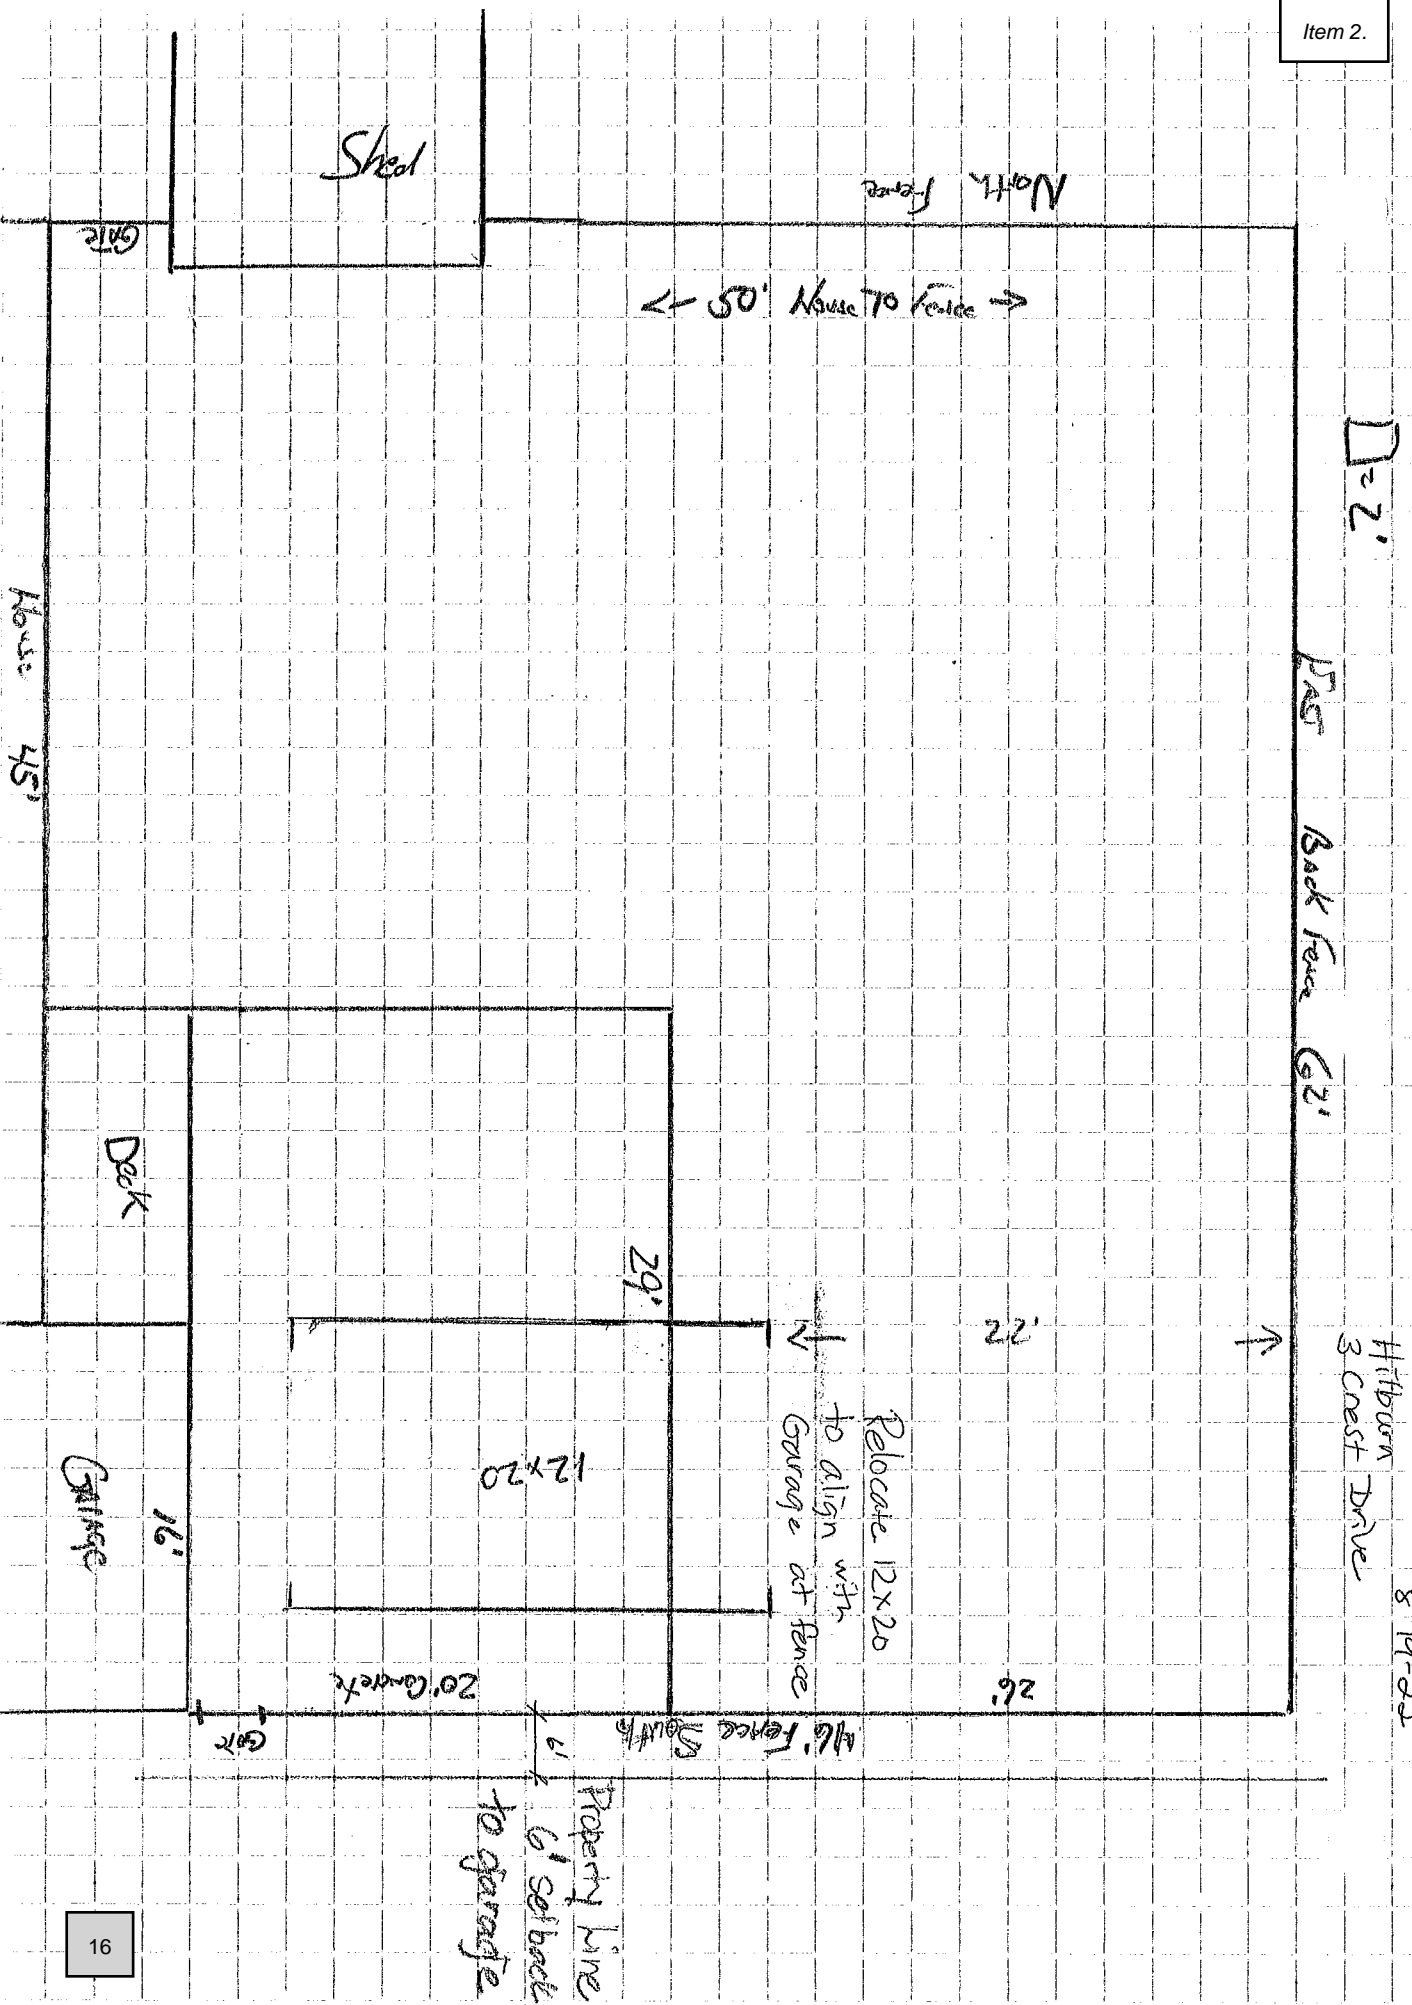 Item 2.
Shed
North Fence
Gate
<- 50' House To Fence ->
= 2'
House 45'
East Back Fence 62'
Deck
29'
22'
Hilburn
3 Crest Drive
12x20
Relocate 12x20
to align with
Garage at fence
Garage
16'
20' Concrete
26'
Gate
46' Fence South
6'
Property Line
6' setback
to garage
16